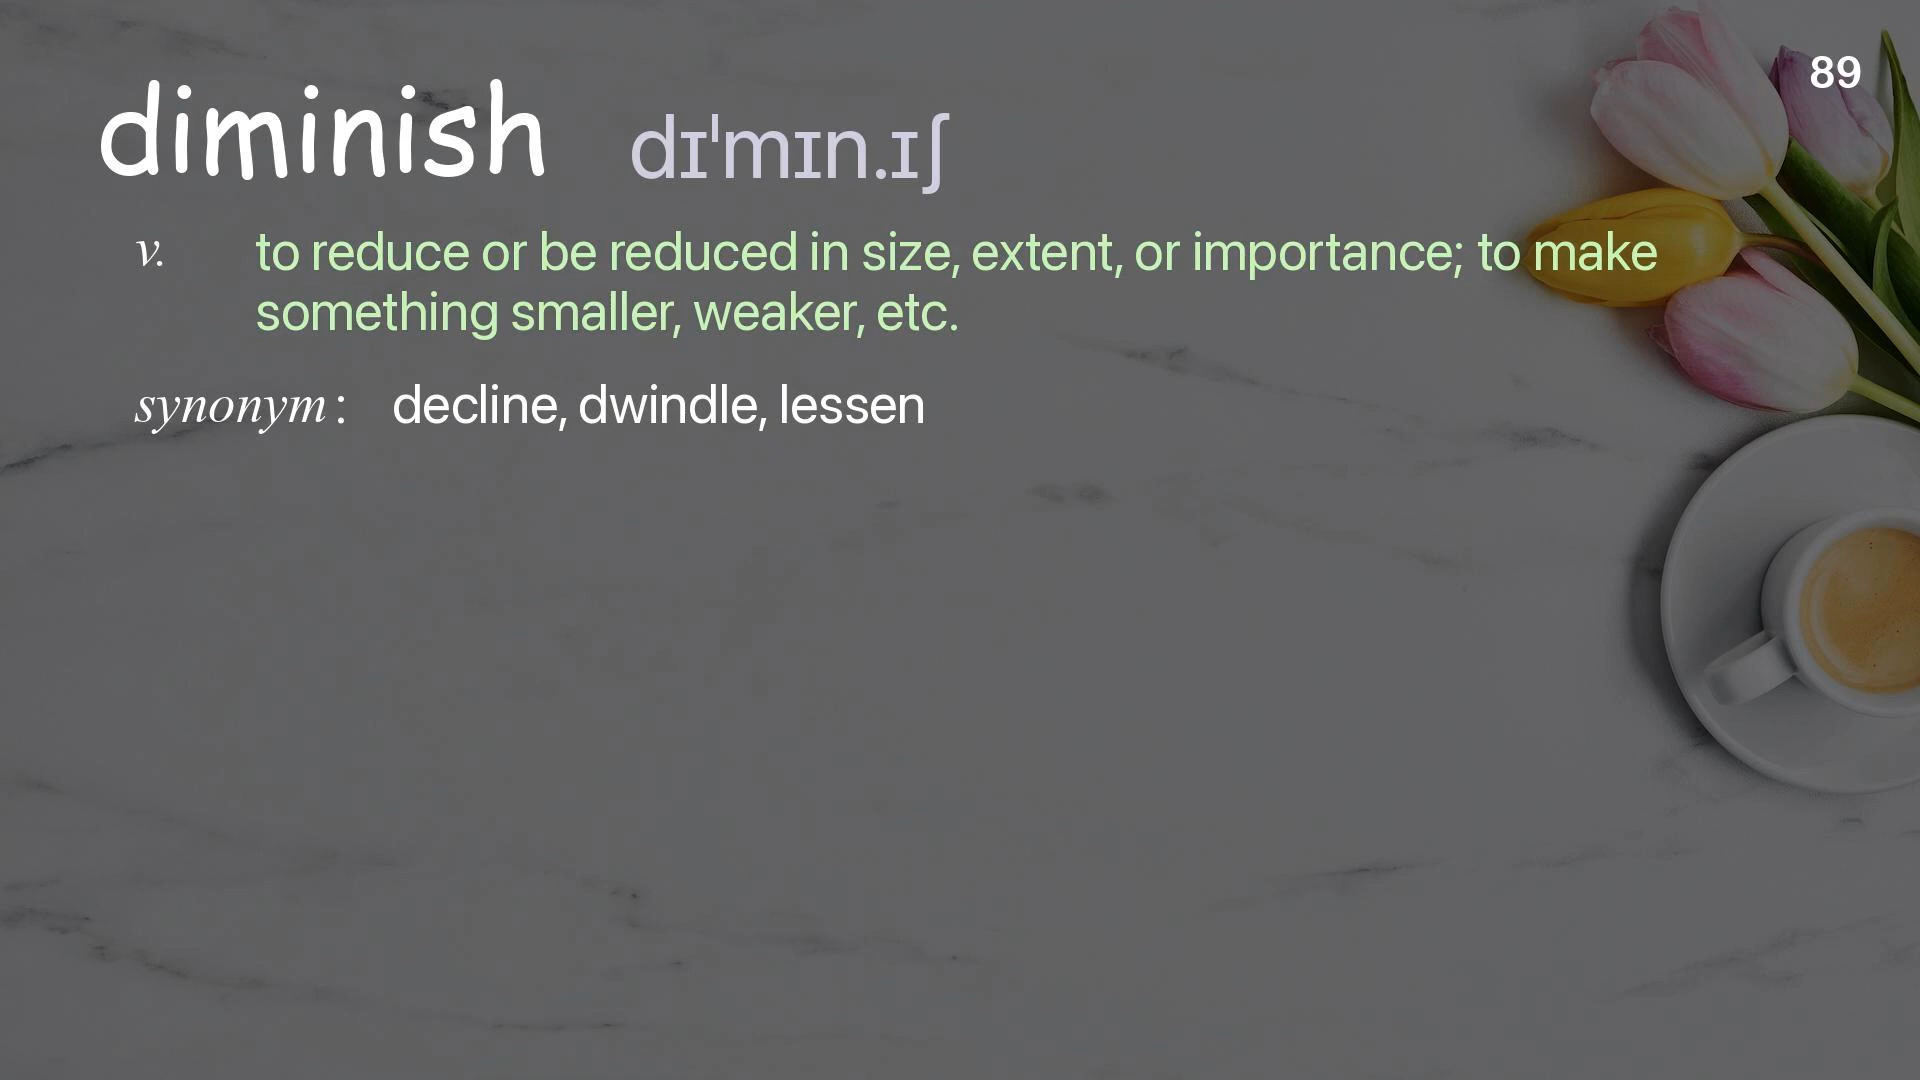 89
diminish dɪˈmɪn.ɪʃ
v. to reduce or be reduced in size, extent, or importance; to make
something smaller, weaker, etc.
synonym : decline, dwindle, lessen